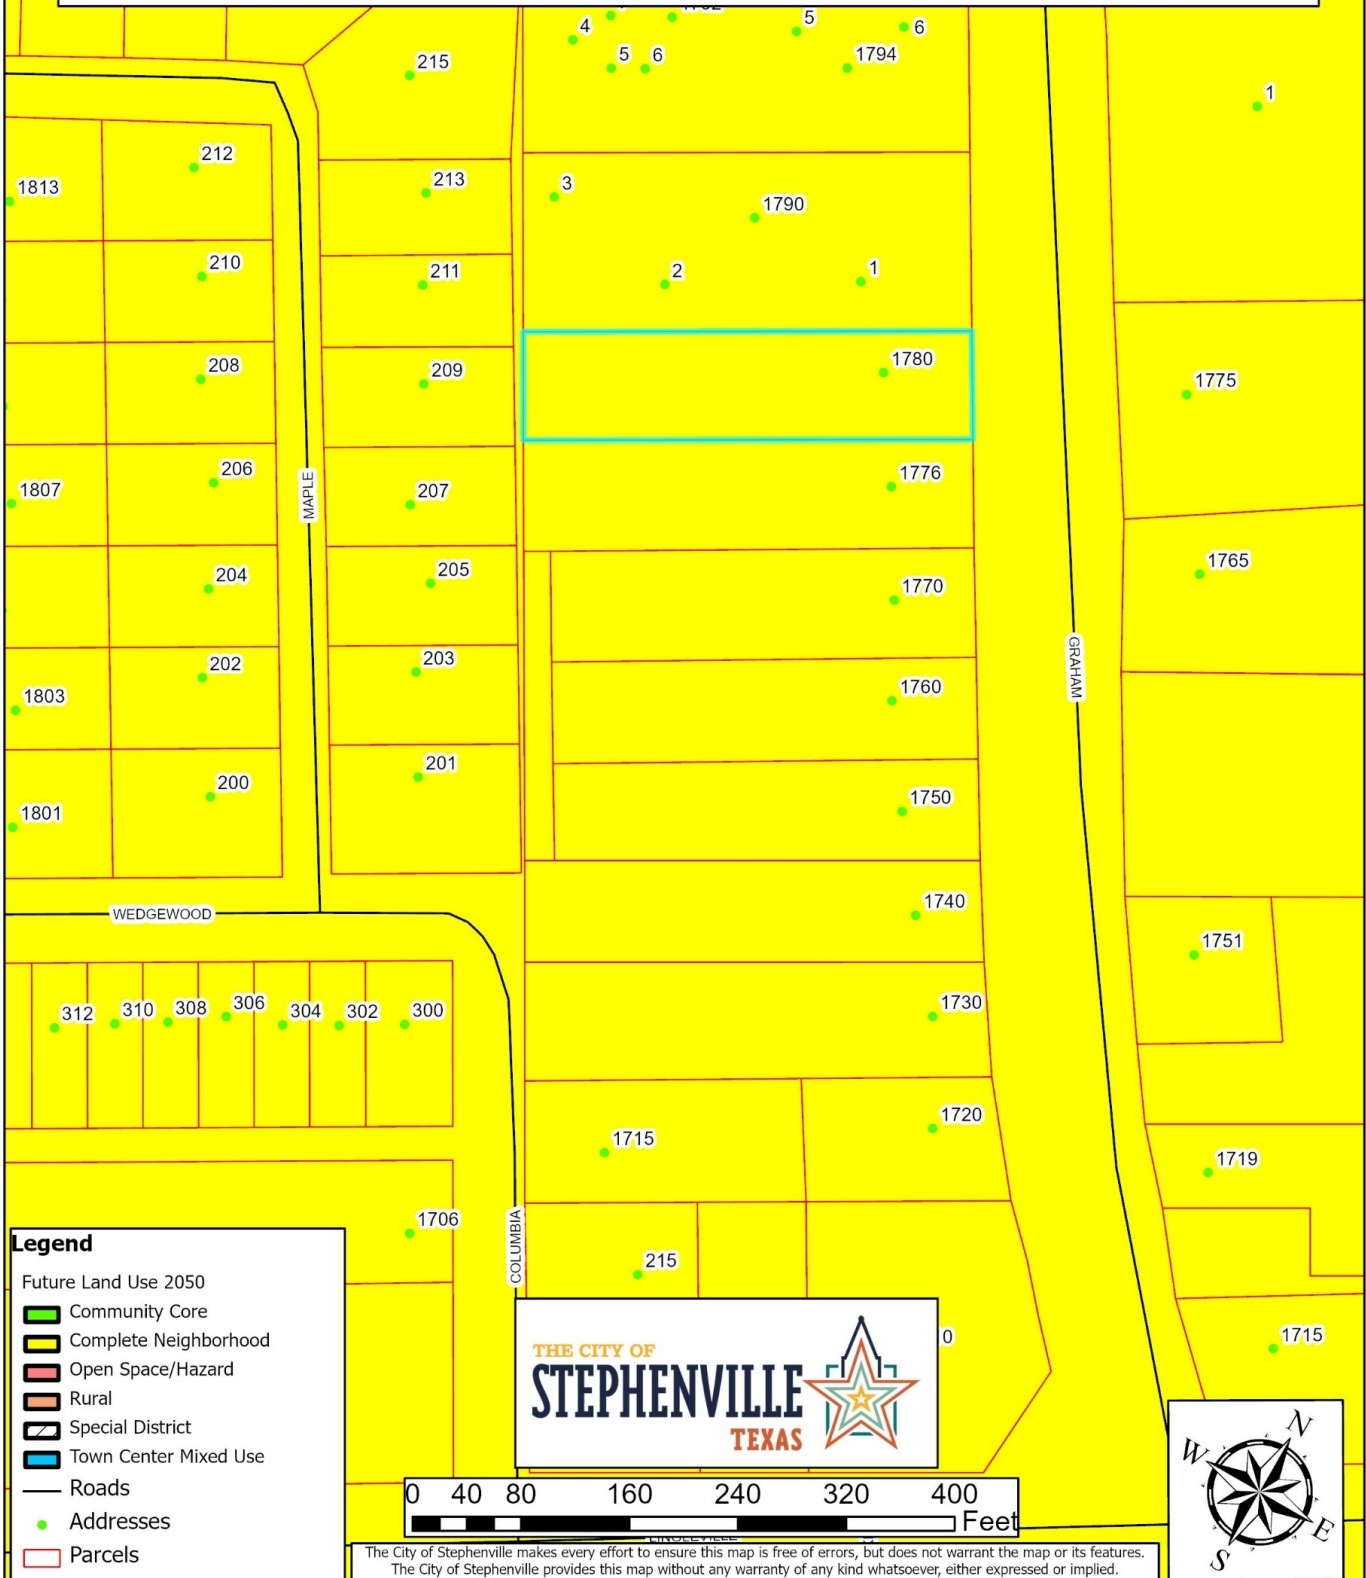 4
5
6
5
6
1794
215
1
212
1813
213
3
1790
210
211
2
1
208
209
1780
1775
206
1807
207
1776
MAPLE
204
205
1770
1765
202
203
1803
1760
GRAHAM
200
201
1801
1750
WEDGEWOOD
1740
1751
312
310
308
306
304
302
300
1730
1715
1720
1719
1706
COLUMBIA
215
0
1715
Legend
Future Land Use 2050
Community Core
Complete Neighborhood
Open Space/Hazard
Rural
Special District
Town Center Mixed Use
Roads
Addresses
Parcels
THE CITY OF
STEPHENVILLE
TEXAS
N
W
E
S
0 40 80 160 240 320 400
Feet
The City of Stephenville makes every effort to ensure this map is free of errors, but does not warrant the map or its features.
The City of Stephenville provides this map without any warranty of any kind whatsoever, either expressed or implied.